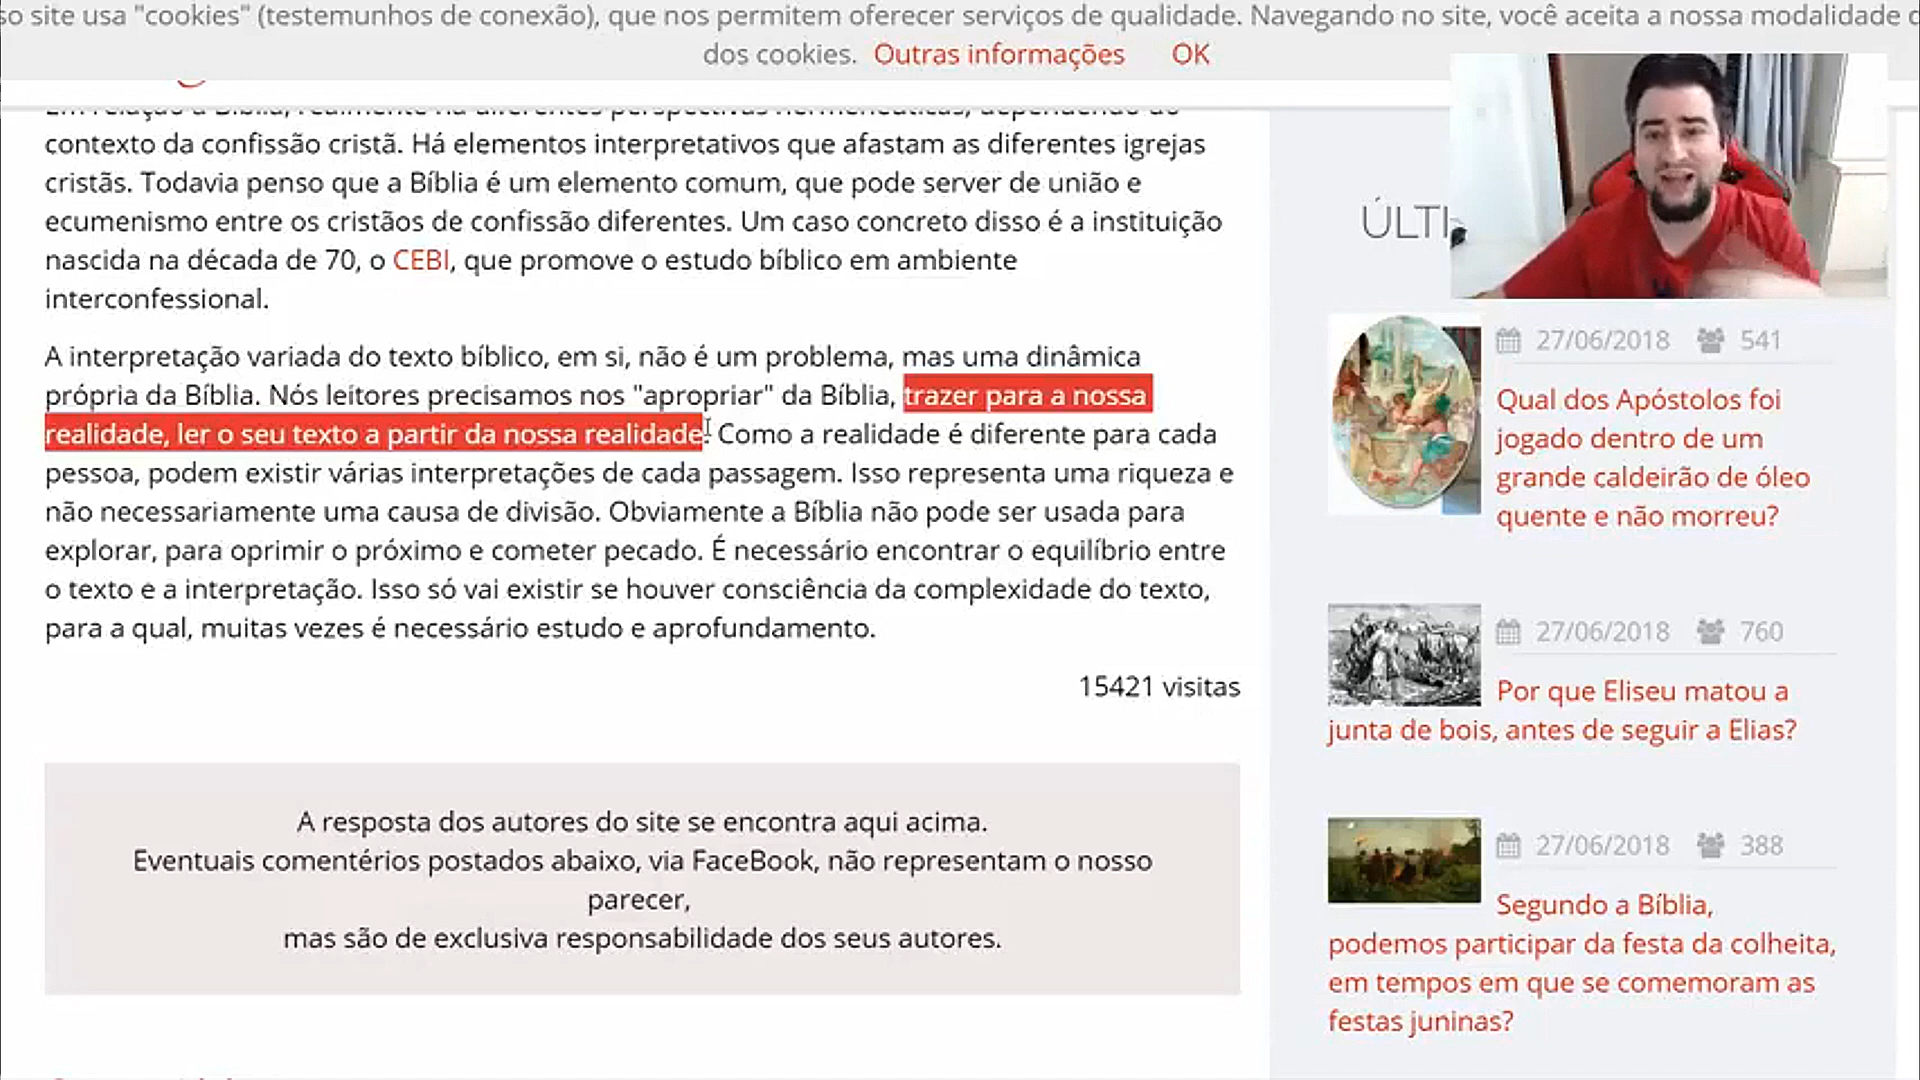 so site usa "cookies" (testemunhos de conexão), que nos permitem oferecer serviços de qualidade. Navegando no site, você aceita a nossa modalidade
dos cookies. Outras informações OK
Em relação a Bíblia, realmente há diferentes perspectivas hermenêuticas, dependendo do
contexto da confissão cristã. Há elementos interpretativos que afastam as diferentes igrejas
cristãs. Todavia penso que a Bíblia é um elemento comum, que pode server de união e
ecumenismo entre os cristãos de confissão diferentes. Um caso concreto disso é a instituição
nascida na década de 70, o CEBI, que promove o estudo bíblico em ambiente
interconfessional.
A interpretação variada do texto bíblico, em si, não é um problema, mas uma dinâmica
própria da Bíblia. Nós leitores precisamos nos "apropriar" da Bíblia, trazer para a nossa
realidade, ler o seu texto a partir da nossa realidade. Como a realidade é diferente para cada
pessoa, podem existir várias interpretações de cada passagem. Isso representa uma riqueza e
não necessariamente uma causa de divisão. Obviamente a Bíblia não pode ser usada para
explorar, para oprimir o próximo e cometer pecado. É necessário encontrar o equilíbrio entre
o texto e a interpretação. Isso só vai existir se houver consciência da complexidade do texto,
para a qual, muitas vezes é necessário estudo e aprofundamento.
15421 visitas
A resposta dos autores do site se encontra aqui acima.
Eventuais comentérios postados abaixo, via FaceBook, não representam o nosso
parecer,
mas são de exclusiva responsabilidade dos seus autores.
ÚLTI
27/06/2018 541
Qual dos Apóstolos foi
jogado dentro de um
grande caldeirão de óleo
quente e não morreu?
27/06/2018 760
Por que Eliseu matou a
junta de bois, antes de seguir a Elias?
27/06/2018 388
Segundo a Bíblia,
podemos participar da festa da colheita,
em tempos em que se comemoram as
festas juninas?